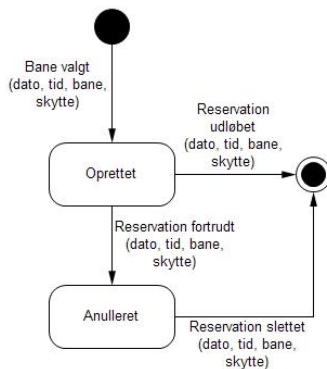 Bane valgt
(dato, tid, bane,
skytte)
Reservation
udløbet
(dato, tid, bane,
skytte)
Oprettet
Reservation fortrudt
(dato, tid, bane,
skytte)
Anulleret
Reservation slettet
(dato, tid, bane,
skytte)